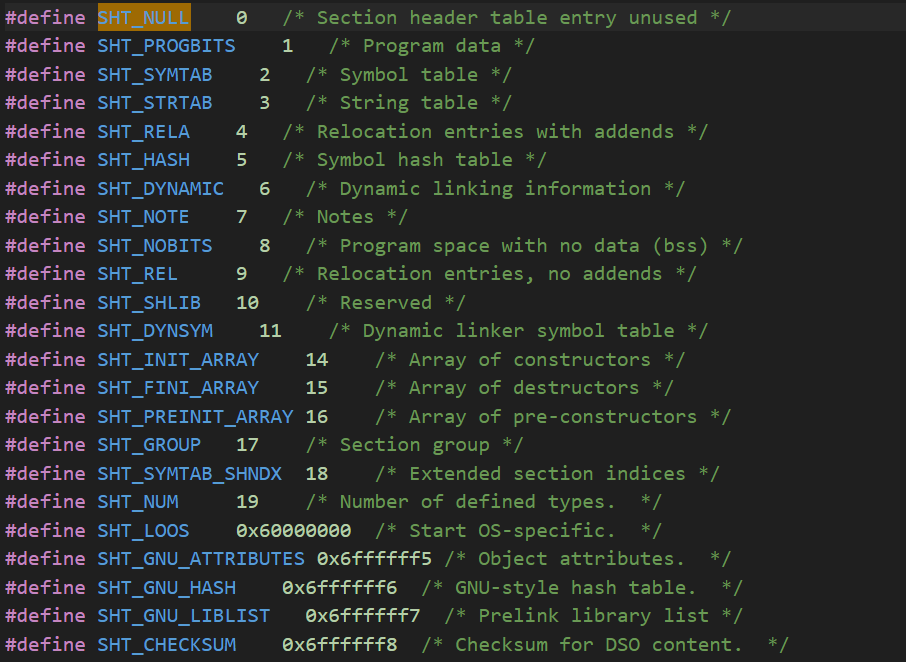 #define SHT_NULL 0 /* Section header table entry unused */
#define SHT_PROGBITS 1 /* Program data */
#define SHT_SYMTAB 2 /* Symbol table */
#define SHT_STRTAB 3 /* String table */
#define SHT_RELA 4 /* Relocation entries with addends */
#define SHT_HASH 5 /* Symbol hash table */
#define SHT_DYNAMIC 6 /* Dynamic linking information */
#define SHT_NOTE 7 /* Notes */
#define SHT_NOBITS 8 /* Program space with no data (bss) */
#define SHT_REL 9 /* Relocation entries, no addends */
#define SHT_SHLIB 10 /* Reserved */
#define SHT_DYNSYM 11 /* Dynamic linker symbol table */
#define SHT_INIT_ARRAY 14 /* Array of constructors */
#define SHT_FINI_ARRAY 15 /* Array of destructors */
#define SHT_PREINIT_ARRAY 16 /* Array of pre-constructors */
#define SHT_GROUP 17 /* Section group */
#define SHT_SYMTAB_SHNDX 18 /* Extended section indices */
#define SHT_NUM 19 /* Number of defined types. */
#define SHT_LOOS 0x60000000 /* Start OS-specific. */
#define SHT_GNU_ATTRIBUTES 0x6ffffff5 /* Object attributes. */
#define SHT_GNU_HASH 0x6ffffff6 /* GNU-style hash table. */
#define SHT_GNU_LIBLIST 0x6ffffff7 /* Prelink library list */
#define SHT_CHECKSUM 0x6ffffff8 /* Checksum for DSO content. */